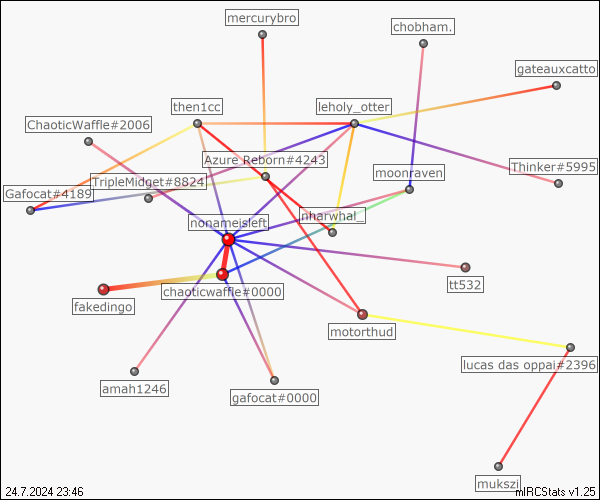 mercurybro
chobham.
gateauxcatto
then1cc
leholy_otter
ChaoticWaffle#2006
Azure Reborn#4243
Thinker#5995
moonraven
TripleMidget#8824
Gafocat#4189
nharwhal_
nonameisleft
tt532
chaoticwaffle#0000
fakedingo
motorthud
lucas das oppai#2396
amah1246
gafocat#0000
mukszi
24.7.2024 23:46
mIRCStats v1.25